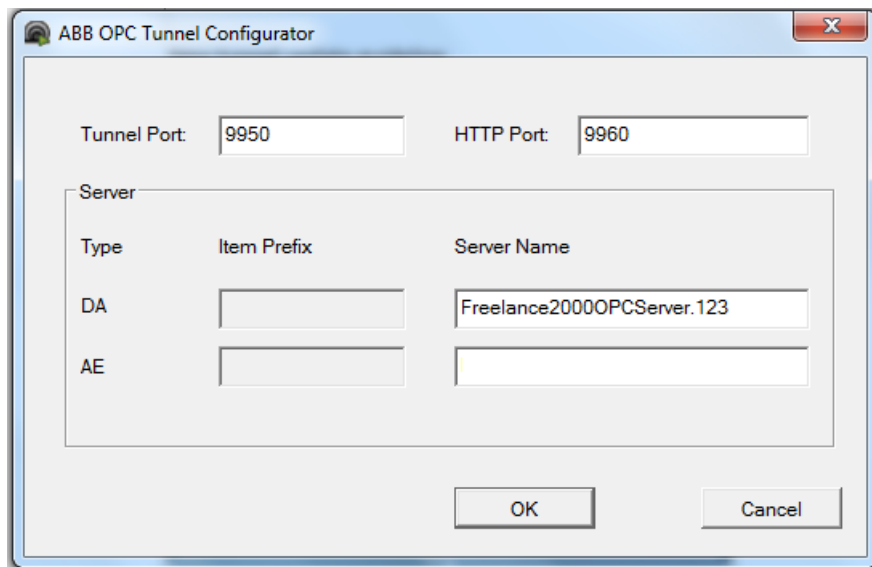 ABB OPC Tunnel Configurator
Tunnel Port: 9950 HTTP Port: 9960
Server
Type Item Prefix Server Name
DA Freelance2000OPCServer.123
AE
OK Cancel